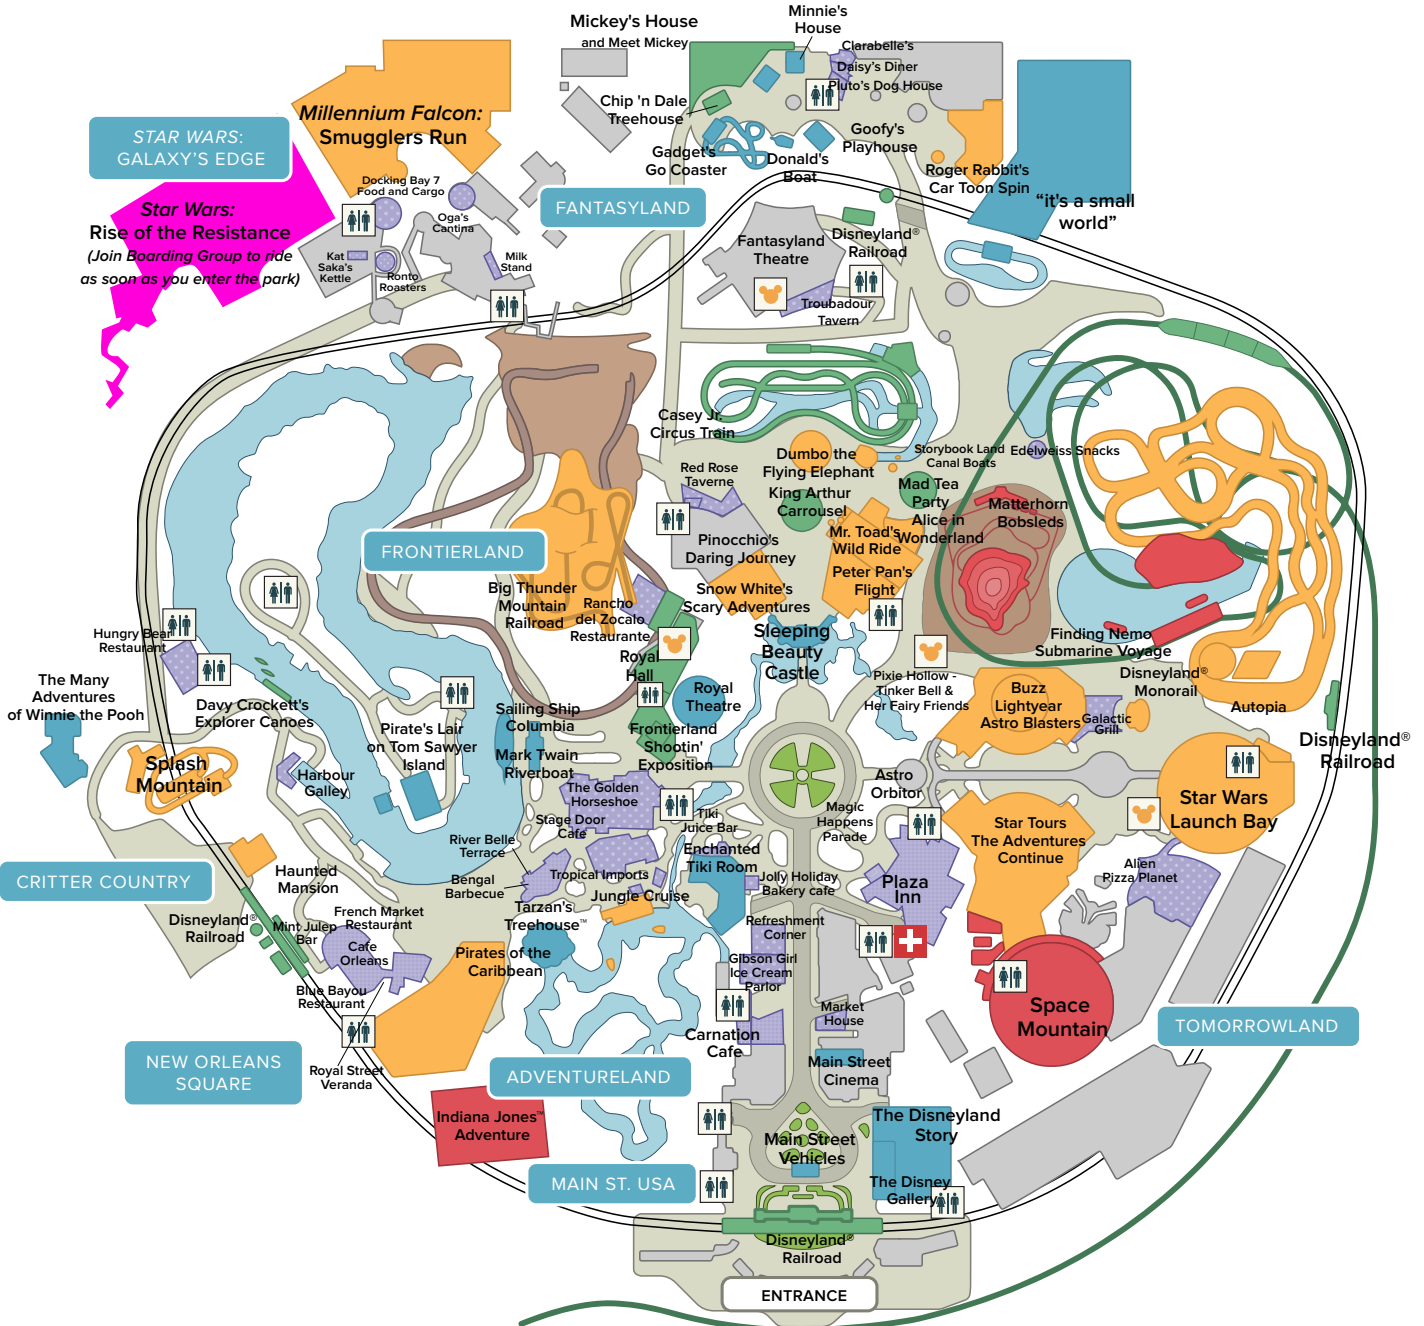 Mickey's House
and Meet Mickey
Minnie's
House
Clarabelle's
Daisy's Diner
Pluto's Dog House
Chip 'n Dale
Treehouse
Gadget's
Go Coaster
Donald's
Boat
Goofy's
Playhouse
Roger Rabbit's
Car Toon Spin
"it's a small
world"
Millennium Falcon:
Smugglers Run
STAR WARS:
GALAXY'S EDGE
Star Wars:
Rise of the Resistance
(Join Boarding Group to ride
as soon as you enter the park)
Docking Bay 7
Food and Cargo
Oga's
Cantina
Kat
Saka's
Kettle
Ronto
Roasters
Milk
Stand
FANTASYLAND
Fantasyland
Theatre
Disneyland®
Railroad
Troubadour
Tavern
Casey Jr.
Circus Train
Dumbo the
Flying Elephant
Storybook Land
Canal Boats
Edelweiss Snacks
Red Rose
Taverne
King Arthur
Carrousel
Mad Tea
Party
Alice in
Wonderland
Matterhorn
Bobsleds
Pinocchio's
Daring Journey
Mr. Toad's
Wild Ride
Peter Pan's
Flight
Snow White's
Scary Adventures
FRONTIERLAND
Big Thunder
Mountain
Railroad
Rancho
del Zocalo
Restaurante
Royal
Hall
Sleeping
Beauty
Castle
Royal
Theatre
Pixie Hollow -
Tinker Bell &
Her Fairy Friends
Finding Nemo
Submarine Voyage
Disneyland®
Monorail
Autopia
Buzz
Lightyear
Astro Blasters
Galactic
Grill
Disneyland®
Railroad
Hungry Bear
Restaurant
The Many
Adventures
of Winnie the Pooh
Davy Crockett's
Explorer Canoes
Pirate's Lair
on Tom Sawyer
Island
Sailing Ship
Columbia
Mark Twain
Riverboat
Frontierland
Shootin'
Exposition
Splash
Mountain
Harbour
Galley
The Golden
Horseshoe
Stage Door
Cafe
Tiki
Juice Bar
Astro
Orbitor
Magic
Happens
Parade
Star Wars
Launch Bay
Star Tours
The Adventures
Continue
River Belle
Terrace
Bengal
Barbecue
Tropical Imports
Enchanted
Tiki Room
Jolly Holiday
Bakery cafe
Plaza
Inn
Alien
Pizza Planet
CRITTER COUNTRY
Haunted
Mansion
Jungle Cruise
Tarzan's
Treehouse™
Disneyland®
Railroad
Mint Julep
Bar
French Market
Restaurant
Cafe
Orleans
Blue Bayou
Restaurant
Pirates of the
Caribbean
Refreshment
Corner
Gibson Girl
Ice Cream
Parlor
Carnation
Cafe
Market
House
Main Street
Cinema
Space
Mountain
TOMORROWLAND
NEW ORLEANS
SQUARE
Royal Street
Veranda
ADVENTURELAND
Indiana Jones™
Adventure
MAIN ST. USA
Main Street
Vehicles
The Disneyland
Story
The Disney
Gallery
Disneyland®
Railroad
ENTRANCE